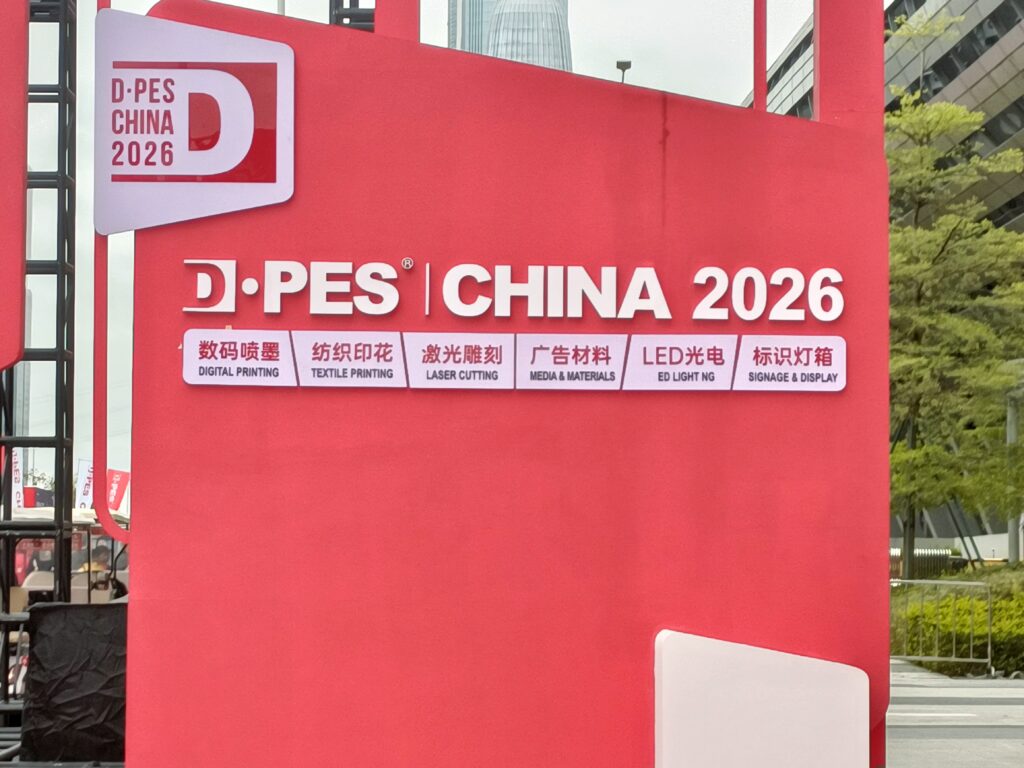 D·PES
CHINA
2026
D
D·PES® | CHINA 2026
数码喷墨 纺织印花 激光雕刻 广告材料 LED光电 标识灯箱
DIGITAL PRINTING TEXTILE PRINTING LASER CUTTING MEDIA & MATERIALS ED LIGHT NG SIGNAGE & DISPLAY